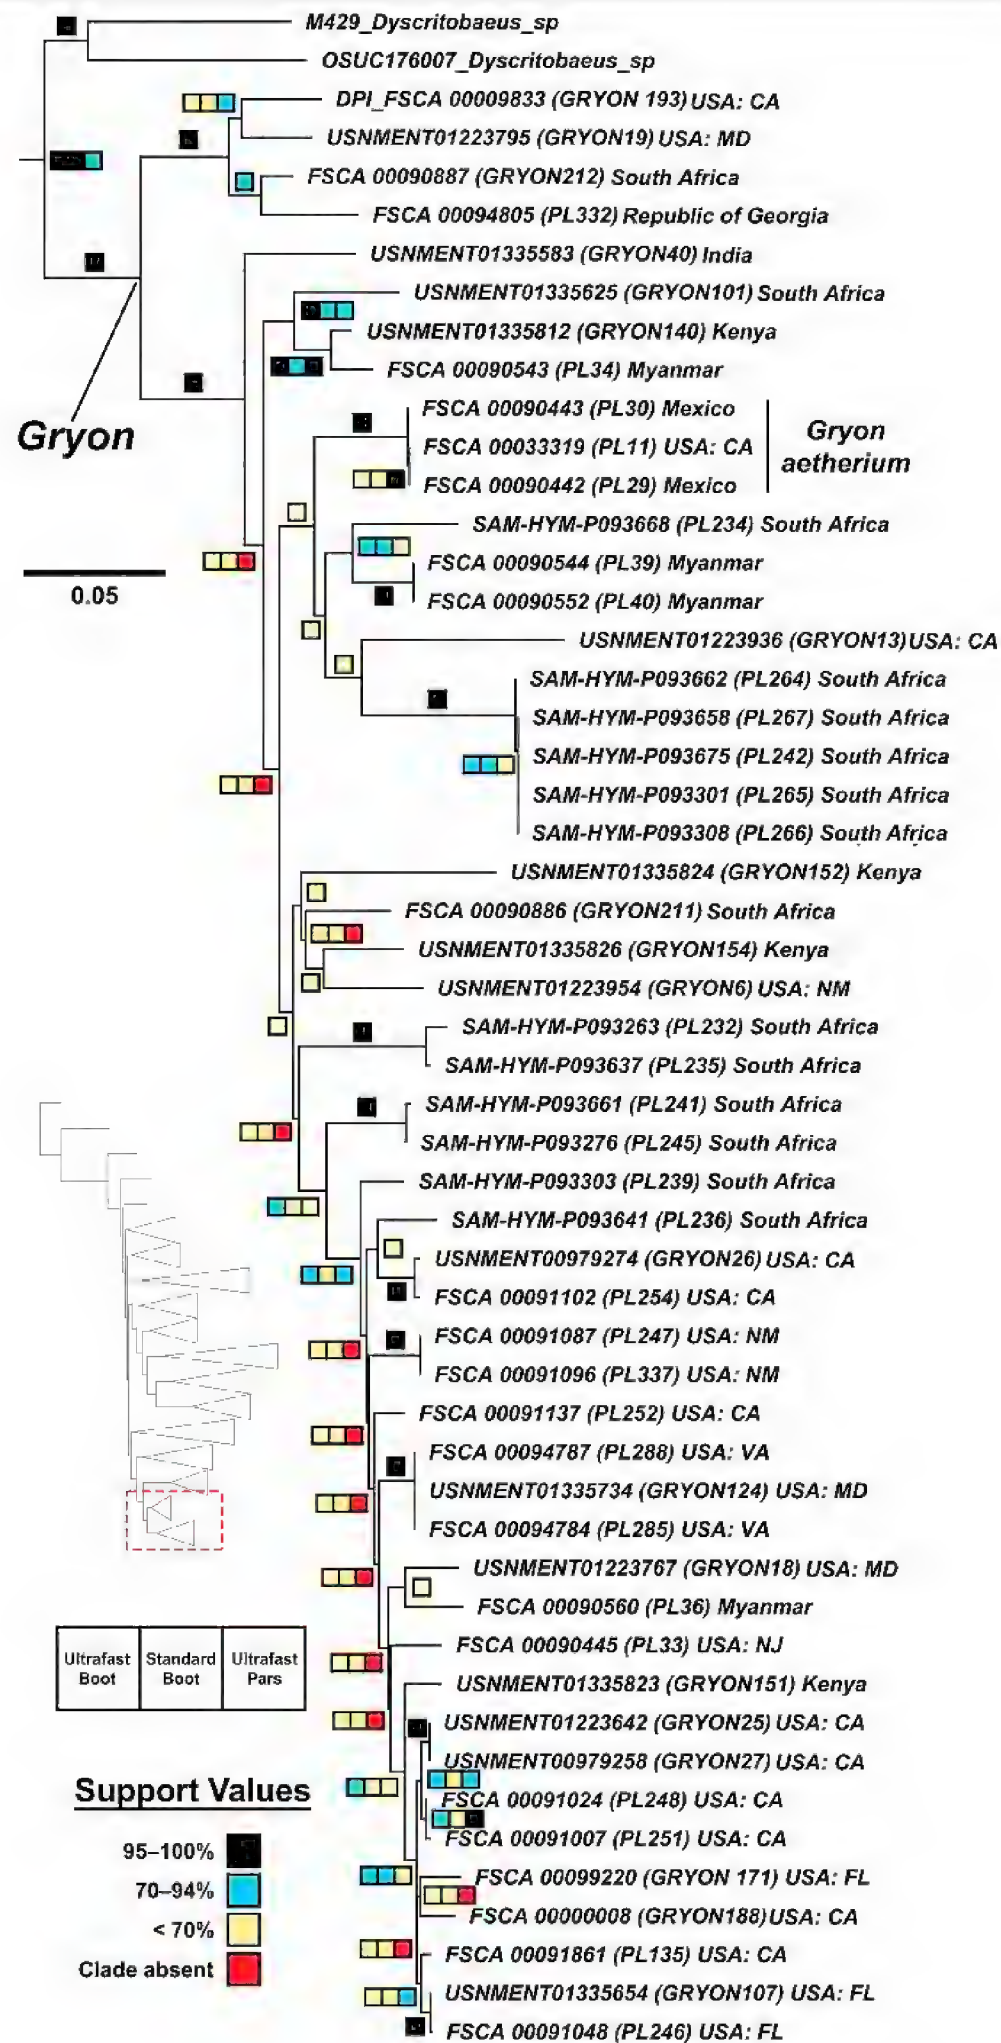 M429_Dyscritobaeus_sp
OSUC176007_Dyscritobaeus_sp
DPI_FSCA 00009833 (GRYON 193) USA: CA
USNMENT01223795 (GRYON19) USA: MD
FSCA 00090887 (GRYON212) South Africa
FSCA 00094805 (PL332) Republic of Georgia
USNMENT01335583 (GRYON40) India
USNMENT01335625 (GRYON101) South Africa
USNMENT01335812 (GRYON140) Kenya
FSCA 00090543 (PL34) Myanmar
FSCA 00090443 (PL30) Mexico
Gryon
Gryon
aetherium
FSCA 00033319 (PL11) USA: CA
FSCA 00090442 (PL29) Mexico
SAM-HYM-P093668 (PL234) South Africa
FSCA 00090544 (PL39) Myanmar
0.05
FSCA 00090552 (PL40) Myanmar
USNMENT01223936 (GRYON13) USA: CA
SAM-HYM-P093662 (PL264) South Africa
SAM-HYM-P093658 (PL267) South Africa
SAM-HYM-P093675 (PL242) South Africa
SAM-HYM-P093301 (PL265) South Africa
SAM-HYM-P093308 (PL266) South Africa
USNMENT01335824 (GRYON152) Kenya
FSCA 00090886 (GRYON211) South Africa
USNMENT01335826 (GRYON154) Kenya
USNMENT01223954 (GRYON6) USA: NM
SAM-HYM-P093263 (PL232) South Africa
SAM-HYM-P093637 (PL235) South Africa
SAM-HYM-P093661 (PL241) South Africa
SAM-HYM-P093276 (PL245) South Africa
SAM-HYM-P093303 (PL239) South Africa
SAM-HYM-P093641 (PL236) South Africa
USNMENT00979274 (GRYON26) USA: CA
FSCA 00091102 (PL254) USA: CA
FSCA 00091087 (PL247) USA: NM
FSCA 00091096 (PL337) USA: NM
FSCA 00091137 (PL252) USA: CA
FSCA 00094787 (PL288) USA: VA
USNMENT01335734 (GRYON124) USA: MD
FSCA 00094784 (PL285) USA: VA
USNMENT01223767 (GRYON18) USA: MD
FSCA 00090560 (PL36) Myanmar
FSCA 00090445 (PL33) USA: NJ
USNMENT01335823 (GRYON151) Kenya
USNMENT01223642 (GRYON25) USA: CA
USNMENT00979258 (GRYON27) USA: CA
FSCA 00091024 (PL248) USA: CA
FSCA 00091007 (PL251) USA: CA
FSCA 00099220 (GRYON 171) USA: FL
FSCA 00000008 (GRYON188) USA: CA
FSCA 00091861 (PL135) USA: CA
USNMENT01335654 (GRYON107) USA: FL
FSCA 00091048 (PL246) USA: FL
Ultrafast Boot
Standard Boot
Ultrafast Pars
Support Values
95–100%
70–94%
< 70%
Clade absent